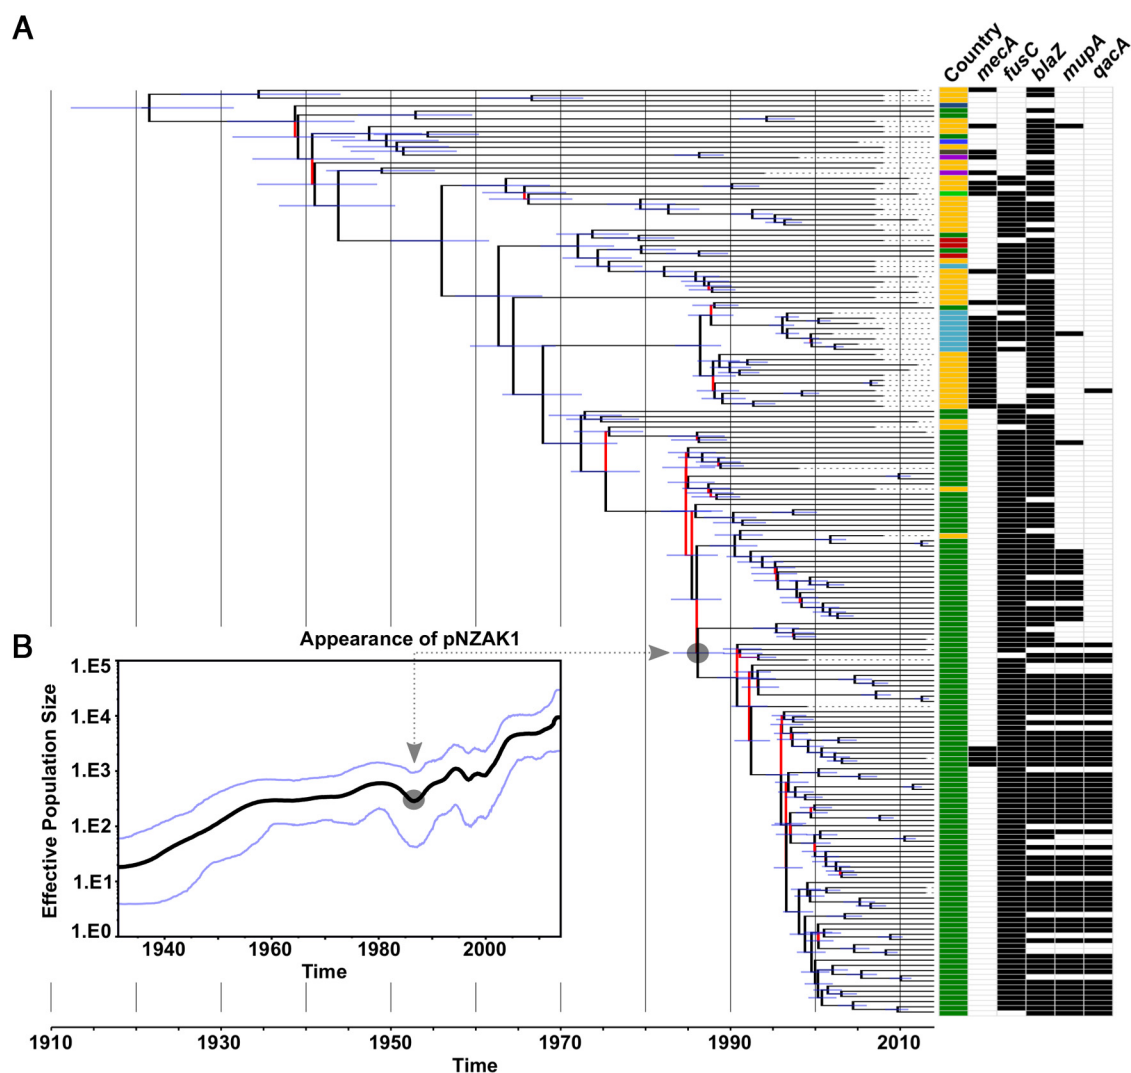 A
Country
mecA
fusC
blaZ
mupA
qacA
Appearance of pNZAK1
B
Effective Population Size
1.E5
1.E4
1.E3
1.E2
1.E1
1.E0
1940 1960 1980 2000
Time
1910 1930 1950 1970 1990 2000 2010
Time